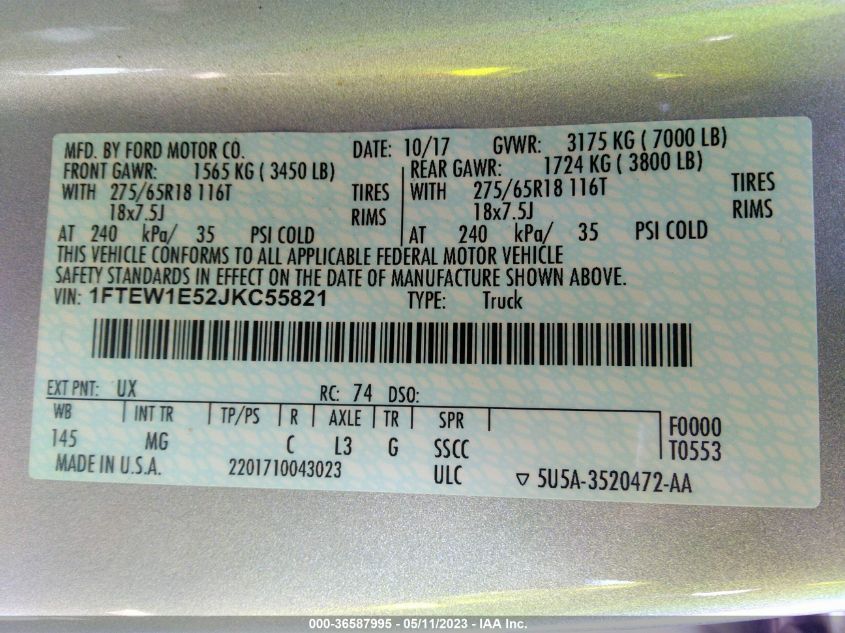 MFD. BY FORD MOTOR CO. DATE: 10/17 GVWR: 3175 KG ( 7000 LB)
FRONT GAWR: 1565 KG ( 3450 LB) REAR GAWR: 1724 KG ( 3800 LB)
WITH 275/65R18 116T TIRES WITH 275/65R18 116T TIRES
18x7.5J RIMS 18x7.5J RIMS
AT 240 kPa/ 35 PSI COLD AT 240 kPa/ 35 PSI COLD
THIS VEHICLE CONFORMS TO ALL APPLICABLE FEDERAL MOTOR VEHICLE
SAFETY STANDARDS IN EFFECT ON THE DATE OF MANUFACTURE SHOWN ABOVE.
VIN: 1FTEW1E52JKC55821 TYPE: Truck
EXT PNT: UX RC: 74 DSO:
WB INT TR TP/PS R AXLE TR SPR F0000
145 MG C L3 G SSCC T0553
MADE IN U.S.A. 2201710043023 ULC ▽ 5U5A-3520472-AA
000-36587995 - 05/11/2023 - IAA Inc.